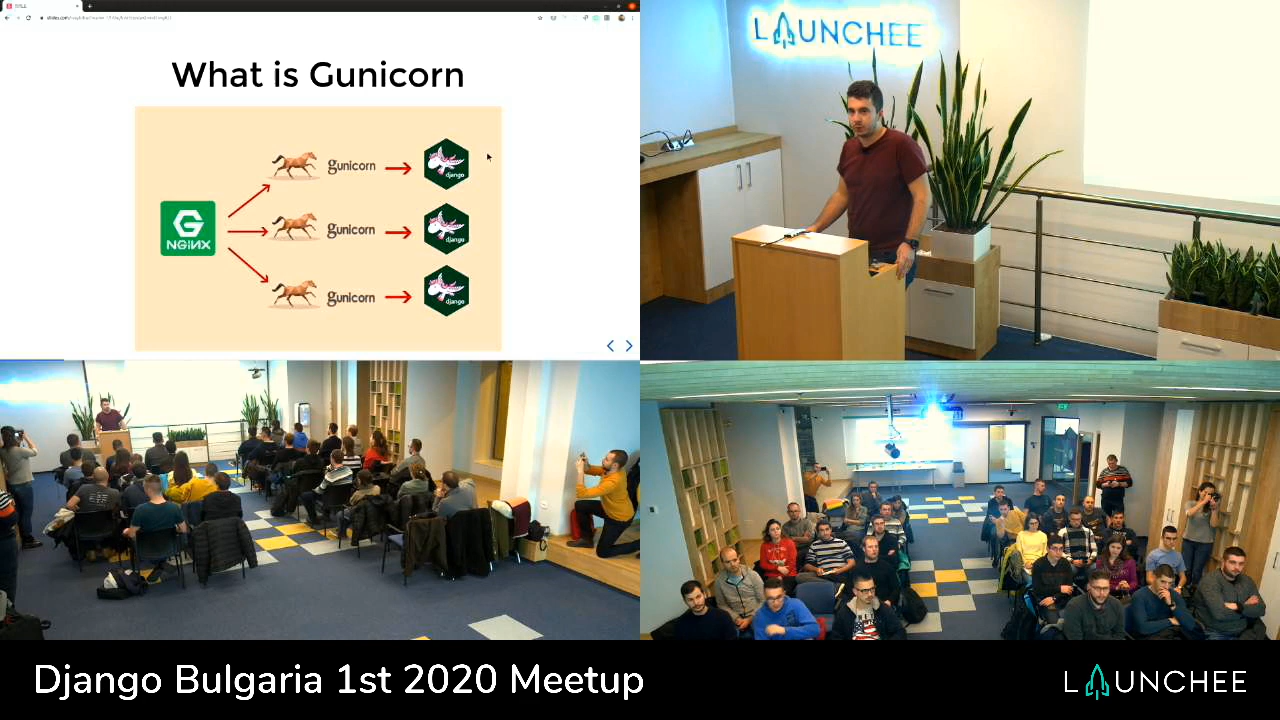 What is Gunicorn
gunicorn
django
NGINX
gunicorn
django
gunicorn
django
LAUNCHEE
Django Bulgaria 1st 2020 Meetup
LAUNCHEE